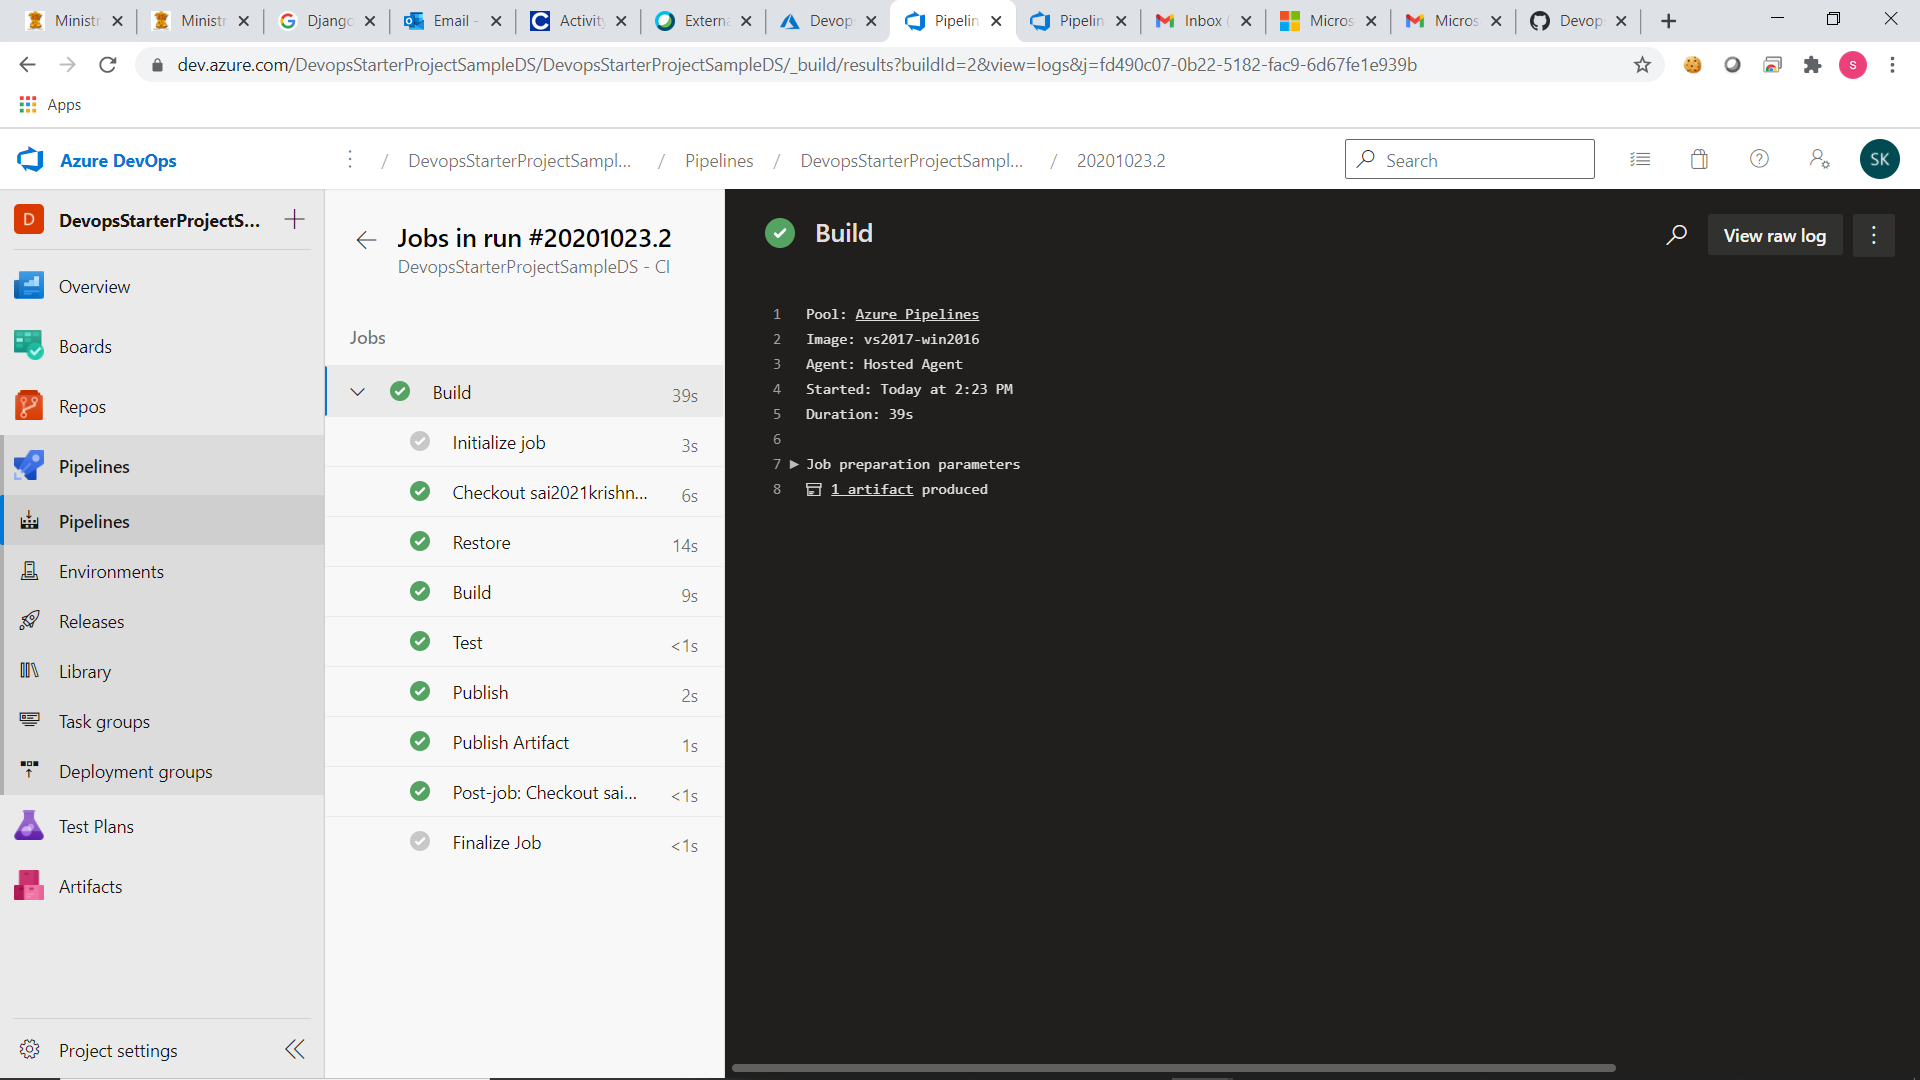 Ministr
Ministr
Django
Email -
Activity
Externa
Devops
Pipelin
Pipelin
Inbox (
Micros
Micros
Devops
dev.azure.com/DevopsStarterProjectSampleDS/DevopsStarterProjectSampleDS/_build/results?buildId=2&view=logs&j=fd490c07-0b22-5182-fac9-6d67fe1e939b
S
Apps
Azure DevOps
/ DevopsStarterProjectSampl... / Pipelines / DevopsStarterProjectSampl... / 20201023.2
Search
SK
D DevopsStarterProjectS...
Overview
Boards
Repos
Pipelines
Pipelines
Environments
Releases
Library
Task groups
Deployment groups
Test Plans
Artifacts
Project settings
Jobs in run #20201023.2
DevopsStarterProjectSampleDS - CI
Jobs
Build 39s
Initialize job 3s
Checkout sai2021krishn... 6s
Restore 14s
Build 9s
Test <1s
Publish 2s
Publish Artifact 1s
Post-job: Checkout sai... <1s
Finalize Job <1s
Build
View raw log
1 Pool: Azure Pipelines
2 Image: vs2017-win2016
3 Agent: Hosted Agent
4 Started: Today at 2:23 PM
5 Duration: 39s
6
7 Job preparation parameters
8 1 artifact produced